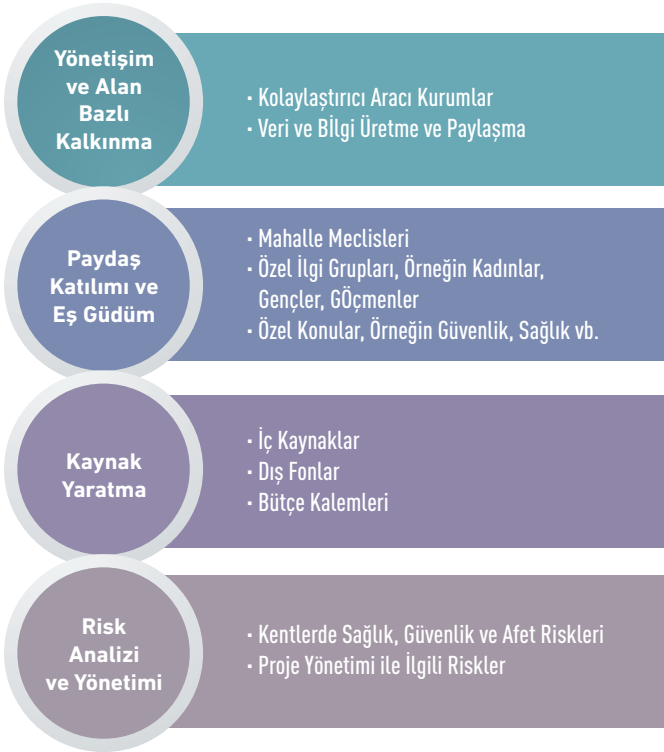 Yönetişim
ve Alan
Bazlı
Kalkınma
· Kolaylaştırıcı Aracı Kurumlar
· Veri ve Bİlgi Üretme ve Paylaşma
Paydaş
Katılımı ve
Eş Güdüm
· Mahalle Meclisleri
· Özel İlgi Grupları, Örneğin Kadınlar,
Gençler, GÖçmenler
· Özel Konular, Örneğin Güvenlik, Sağlık vb.
Kaynak
Yaratma
· İç Kaynaklar
· Dış Fonlar
· Bütçe Kalemleri
Risk
Analizi
ve Yönetimi
· Kentlerde Sağlık, Güvenlik ve Afet Riskleri
· Proje Yönetimi ile İlgili Riskler